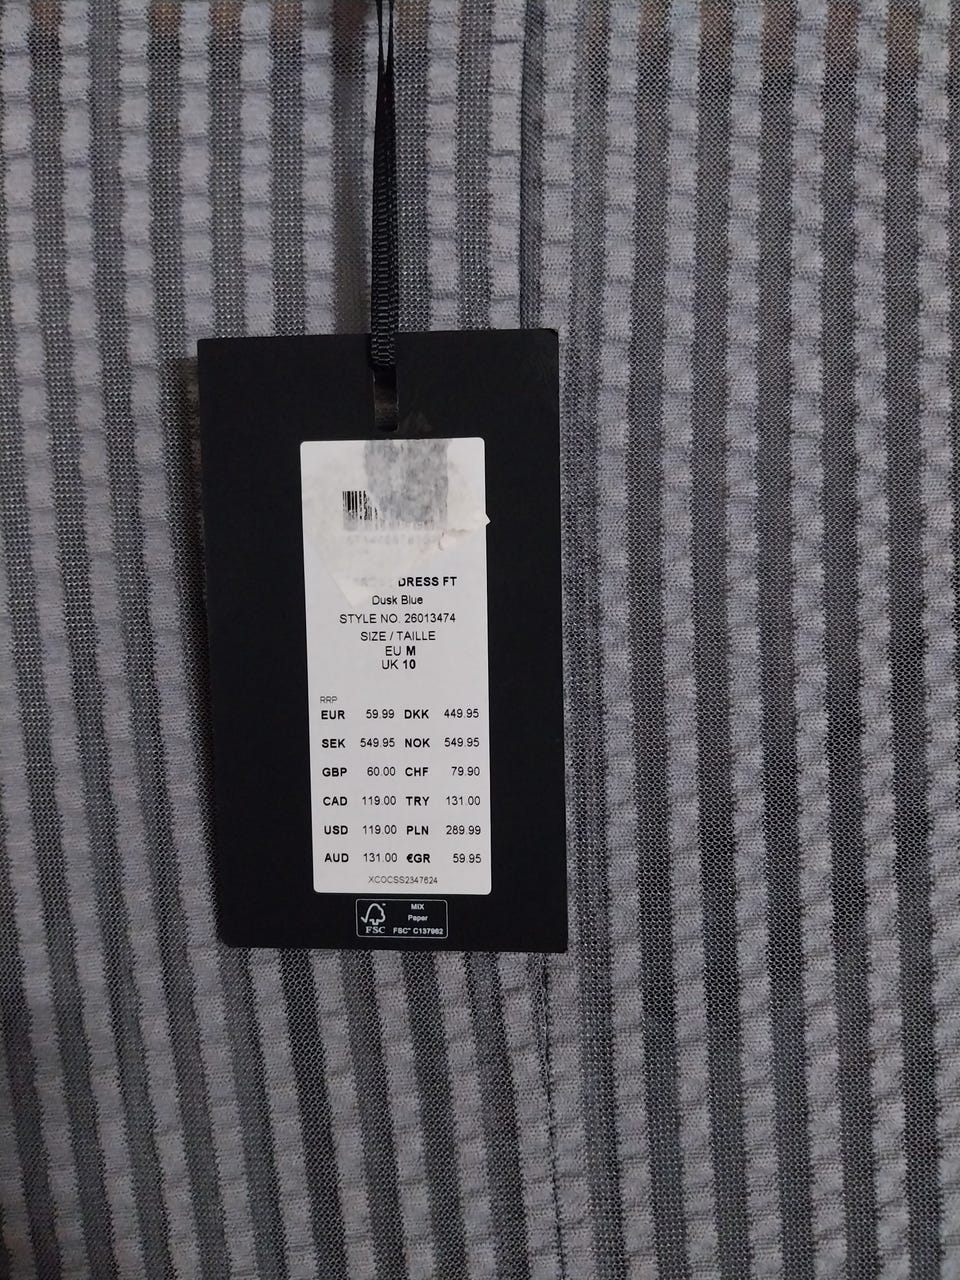 DRESS FT
Dusk Blue
STYLE NO. 26013474
SIZE / TAILLE
EU M
UK 10
RRP
EUR 59.99 DKK 449.95
SEK 549.95 NOK 549.95
GBP 60.00 CHF 79.90
CAD 119.00 TRY 131.00
USD 119.00 PLN 289.99
AUD 131.00 €GR 59.95
XCOCSS2347624
FSC
MIX
Paper
FSC™ C137962